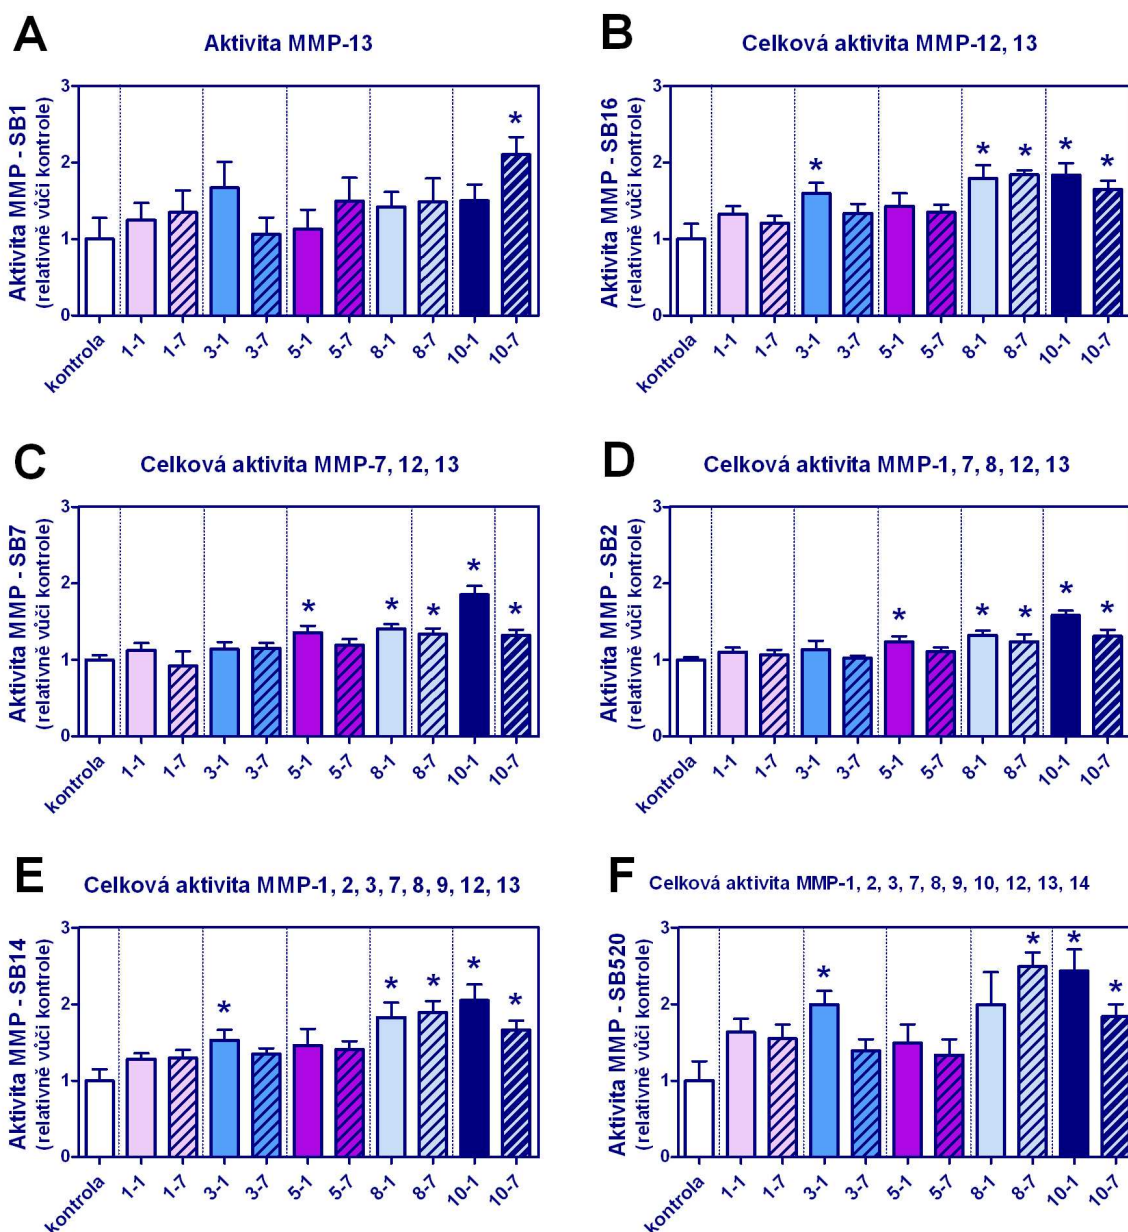 A
Aktivita MMP-13
Aktivita MMP - SB1
(relativně vůči kontrole)
3
2
1
0
*
kontrola
1-1
1-7
3-1
3-7
5-1
5-7
8-1
8-7
10-1
10-7
B
Celková aktivita MMP-12, 13
Aktivita MMP - SB16
(relativně vůči kontrole)
3
2
1
0
* * * * *
kontrola
1-1
1-7
3-1
3-7
5-1
5-7
8-1
8-7
10-1
10-7
C
Celková aktivita MMP-7, 12, 13
Aktivita MMP - SB7
(relativně vůči kontrole)
3
2
1
0
* * * * *
kontrola
1-1
1-7
3-1
3-7
5-1
5-7
8-1
8-7
10-1
10-7
D
Celková aktivita MMP-1, 7, 8, 12, 13
Aktivita MMP - SB2
(relativně vůči kontrole)
3
2
1
0
* * * * *
kontrola
1-1
1-7
3-1
3-7
5-1
5-7
8-1
8-7
10-1
10-7
E
Celková aktivita MMP-1, 2, 3, 7, 8, 9, 12, 13
Aktivita MMP - SB14
(relativně vůči kontrole)
3
2
1
0
* * * * *
kontrola
1-1
1-7
3-1
3-7
5-1
5-7
8-1
8-7
10-1
10-7
F
Celková aktivita MMP-1, 2, 3, 7, 8, 9, 10, 12, 13, 14
Aktivita MMP - SB520
(relativně vůči kontrole)
3
2
1
0
* * * *
kontrola
1-1
1-7
3-1
3-7
5-1
5-7
8-1
8-7
10-1
10-7